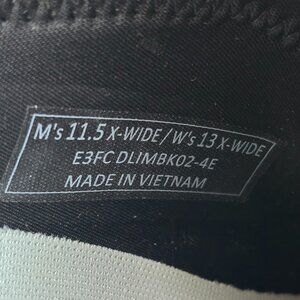 M's 11.5 X-WIDE / W's 13 X-WIDE
E3FC DLIMBK02-4E
MADE IN VIETNAM